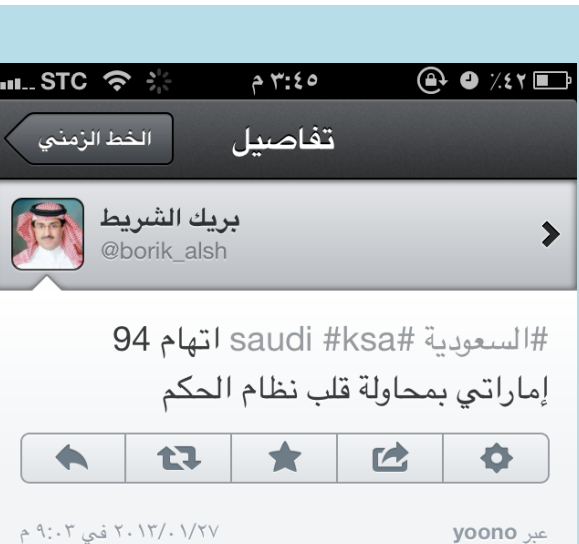 STC ٣:٤٥ م ٪٤٢
الخط الزمني تفاصيل
بريك الشريط
@borik_alsh
#السعودية #saudi #ksa اتهام 94
إماراتي بمحاولة قلب نظام الحكم
عبر yoono ٢٠١٣/٠١/٢٧ في ٩:٠٣ م